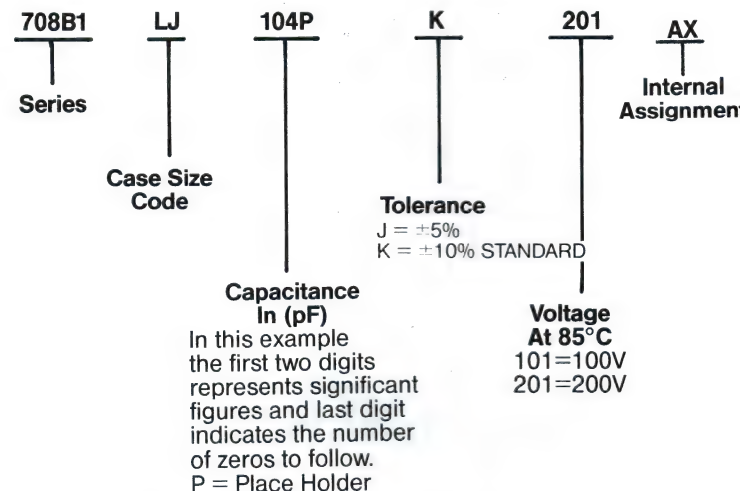 708B1 LJ 104P K 201 AX
Series
Internal
Assignment
Case Size
Code
Tolerance
J = ±5%
K = ±10% STANDARD
Capacitance
In (pF)
In this example
the first two digits
represents significant
figures and last digit
indicates the number
of zeros to follow.
P = Place Holder
Voltage
At 85°C
101=100V
201=200V